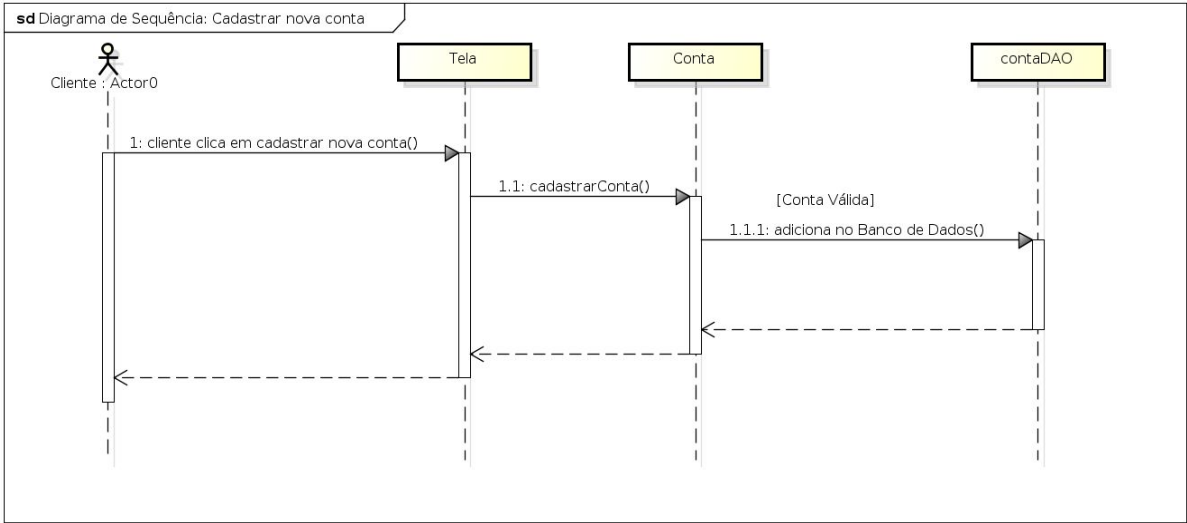 sd Diagrama de Sequência: Cadastrar nova conta
Cliente : Actor0
Tela
Conta
contaDAO
1: cliente clica em cadastrar nova conta()
1.1: cadastrarConta()
[Conta Válida]
1.1.1: adiciona no Banco de Dados()